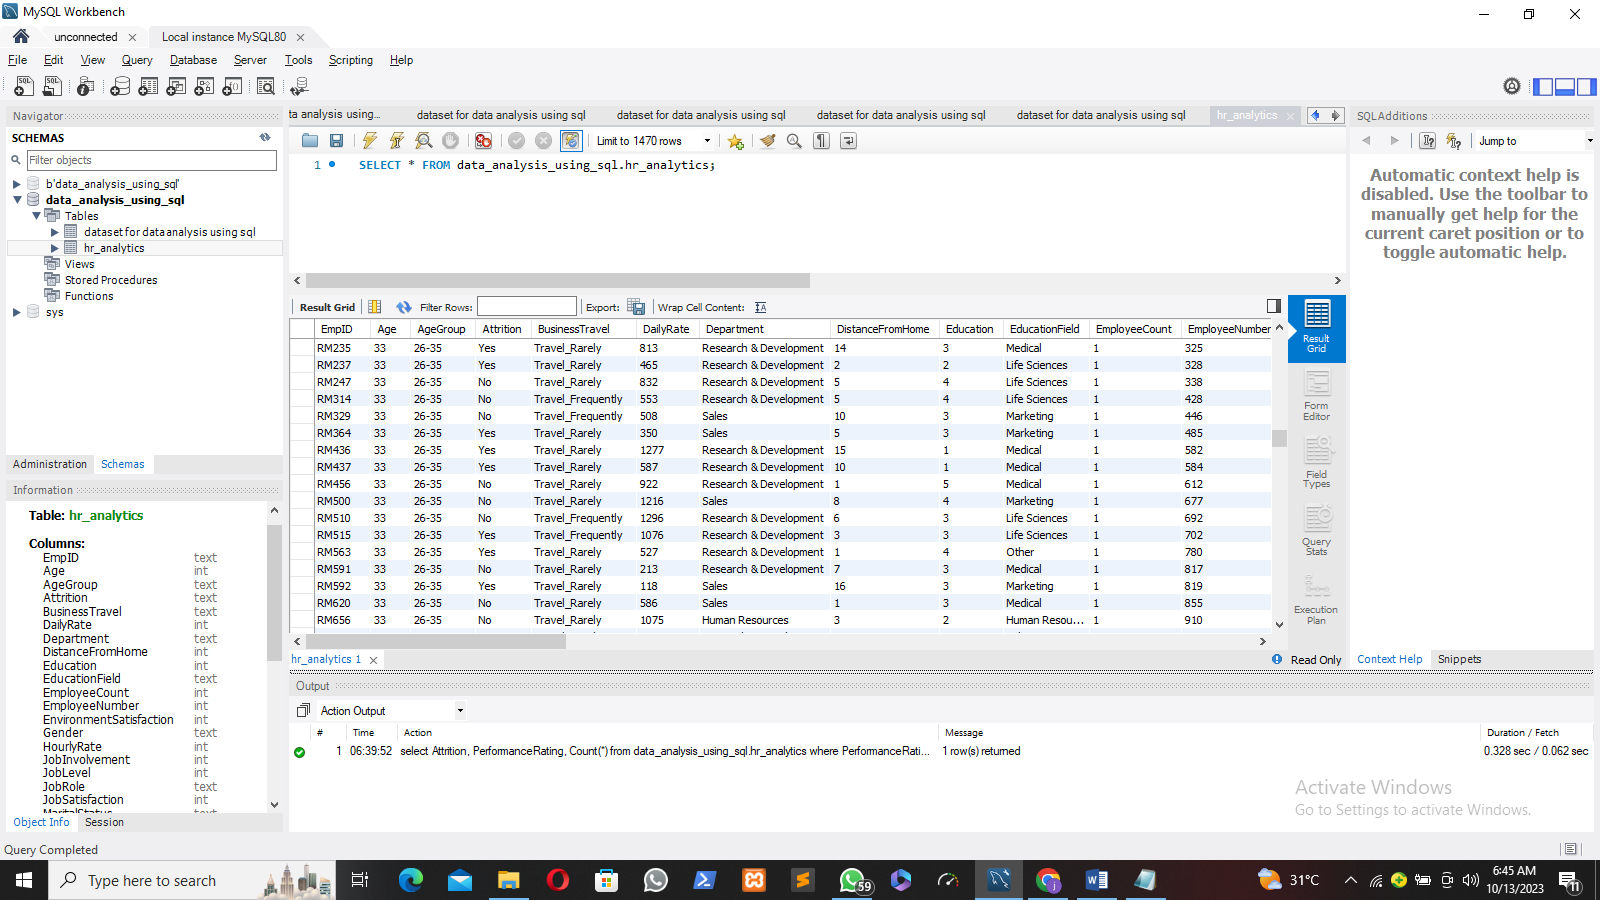 MySQL Workbench
unconnected
Local instance MySQL80
File Edit View Query Database Server Tools Scripting Help
Navigator
SCHEMAS
Filter objects
b'data_analysis_using_sql'
data_analysis_using_sql
Tables
dataset for data analysis using sql
hr_analytics
Views
Stored Procedures
Functions
sys
Administration Schemas
Information
Table: hr_analytics
Columns:
EmpID text
Age int
AgeGroup text
Attrition text
BusinessTravel text
DailyRate int
Department text
DistanceFromHome int
Education int
EducationField text
EmployeeCount int
EmployeeNumber int
EnvironmentSatisfaction int
Gender text
HourlyRate int
JobInvolvement int
JobLevel int
JobRole text
JobSatisfaction int
MaritalStatus text
Object Info Session
Query Completed
ta analysis using... dataset for data analysis using sql dataset for data analysis using sql dataset for data analysis using sql dataset for data analysis using sql hr_analytics
Limit to 1470 rows
1 SELECT * FROM data_analysis_using_sql.hr_analytics;
Result Grid Filter Rows: Export: Wrap Cell Content:
EmpID Age AgeGroup Attrition BusinessTravel DailyRate Department DistanceFromHome Education EducationField EmployeeCount EmployeeNumber
RM235 33 26-35 Yes Travel_Rarely 813 Research & Development 14 3 Medical 1 325
RM237 33 26-35 Yes Travel_Rarely 465 Research & Development 2 2 Life Sciences 1 328
RM247 33 26-35 No Travel_Rarely 832 Research & Development 5 4 Life Sciences 1 338
RM314 33 26-35 No Travel_Frequently 553 Research & Development 5 4 Life Sciences 1 428
RM329 33 26-35 No Travel_Frequently 508 Sales 10 3 Marketing 1 446
RM364 33 26-35 Yes Travel_Rarely 350 Sales 5 3 Marketing 1 485
RM436 33 26-35 Yes Travel_Rarely 1277 Research & Development 15 1 Medical 1 582
RM437 33 26-35 Yes Travel_Rarely 587 Research & Development 10 1 Medical 1 584
RM456 33 26-35 No Travel_Rarely 922 Research & Development 1 5 Medical 1 612
RM500 33 26-35 No Travel_Rarely 1216 Sales 8 4 Marketing 1 677
RM510 33 26-35 No Travel_Frequently 1296 Research & Development 6 3 Life Sciences 1 692
RM515 33 26-35 Yes Travel_Frequently 1076 Research & Development 3 3 Life Sciences 1 702
RM563 33 26-35 Yes Travel_Rarely 527 Research & Development 1 4 Other 1 780
RM591 33 26-35 No Travel_Rarely 213 Research & Development 7 3 Medical 1 817
RM592 33 26-35 Yes Travel_Rarely 118 Sales 16 3 Marketing 1 819
RM620 33 26-35 No Travel_Rarely 586 Sales 1 3 Medical 1 855
RM656 33 26-35 No Travel_Rarely 1075 Human Resources 3 2 Human Resou... 1 910
hr_analytics 1
Read Only
Result
Grid
Form
Editor
Field
Types
Query
Stats
Execution
Plan
SQLAdditions
Jump to
Automatic context help is
disabled. Use the toolbar to
manually get help for the
current caret position or to
toggle automatic help.
Context Help Snippets
Output
Action Output
# Time Action Message Duration / Fetch
1 06:39:52 select Attrition, PerformanceRating, Count(*) from data_analysis_using_sql.hr_analytics where PerformanceRati... 1 row(s) returned 0.328 sec / 0.062 sec
Activate Windows
Go to Settings to activate Windows.
Type here to search
59
31°C
6:45 AM
10/13/2023
11